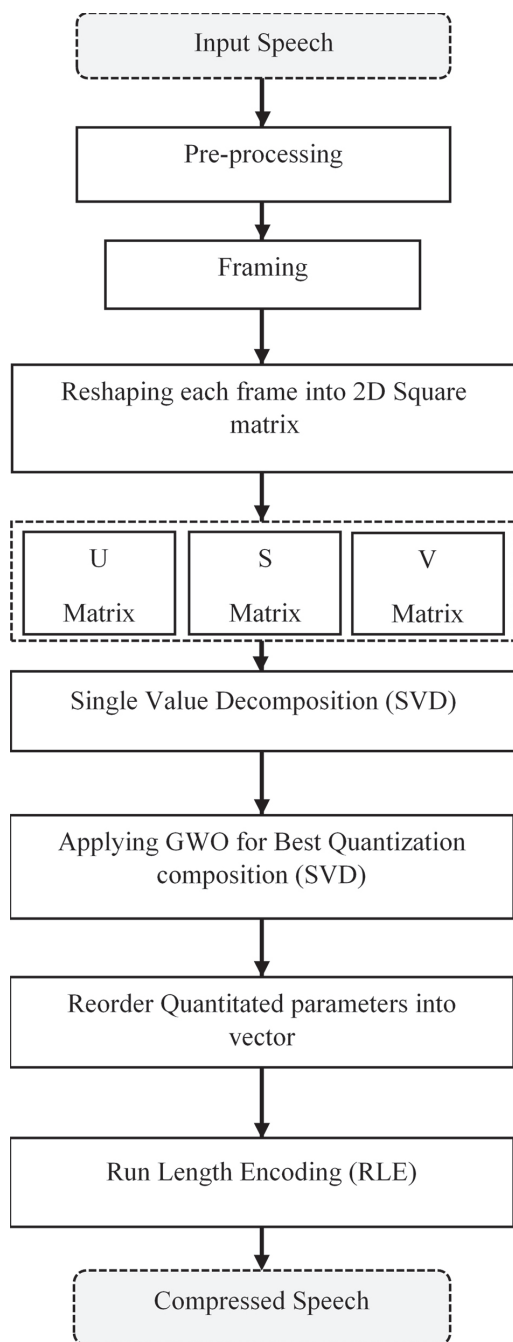 Input Speech
Pre-processing
Framing
Reshaping each frame into 2D Square
matrix
U
Matrix
S
Matrix
V
Matrix
Single Value Decomposition (SVD)
Applying GWO for Best Quantization
composition (SVD)
Reorder Quantitated parameters into
vector
Run Length Encoding (RLE)
Compressed Speech